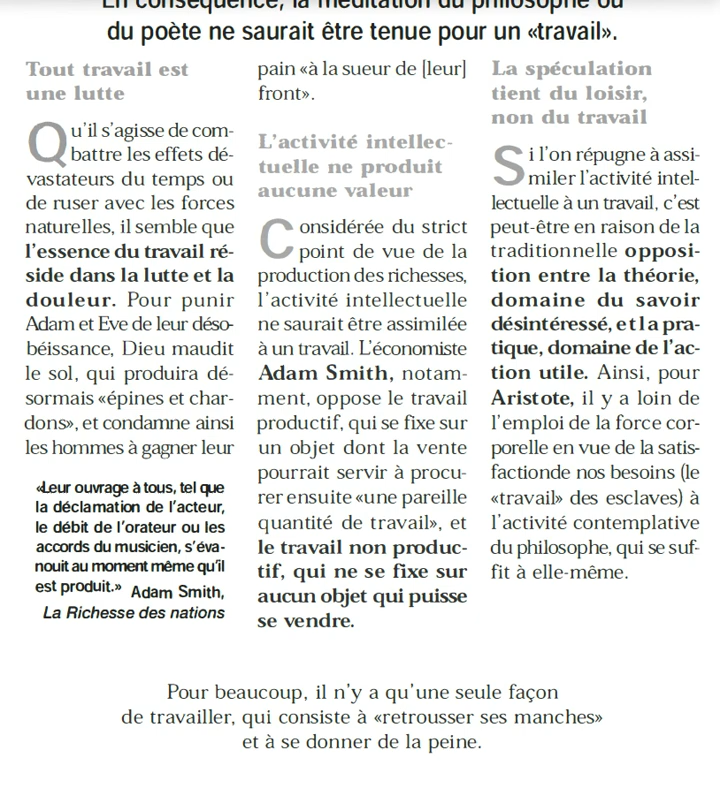 En conséquence, la méditation du philosophe ou
du poète ne saurait être tenue pour un «travail».
Tout travail est
une lutte
Qu'il s'agisse de com-
battre les effets dé-
vastateurs du temps ou
de ruser avec les forces
naturelles, il semble que
l'essence du travail ré-
side dans la lutte et la
douleur. Pour punir
Adam et Eve de leur déso-
béissance, Dieu maudit
le sol, qui produira dé-
sormais «épines et char-
dons», et condamne ainsi
les hommes à gagner leur
«Leur ouvrage à tous, tel que
la déclamation de l'acteur,
le débit de l'orateur ou les
accords du musicien, s'éva-
nouit au moment même qu'il
est produit.» Adam Smith,
La Richesse des nations
pain «à la sueur de [leur]
front».
L'activité intellec-
tuelle ne produit
aucune valeur
Considérée du strict
point de vue de la
production des richesses,
l'activité intellectuelle
ne saurait être assimilée
à un travail. L'économiste
Adam Smith, notam-
ment, oppose le travail
productif, qui se fixe sur
un objet dont la vente
pourrait servir à procu-
rer ensuite «une pareille
quantité de travail», et
le travail non produc-
tif, qui ne se fixe sur
aucun objet qui puisse
se vendre.
La spéculation
tient du loisir,
non du travail
Si l'on répugne à assi-
miler l'activité intel-
lectuelle à un travail, c'est
peut-être en raison de la
traditionnelle opposi-
tion entre la théorie,
domaine du savoir
désintéressé, et la pra-
tique, domaine de l'ac-
tion utile. Ainsi, pour
Aristote, il y a loin de
l'emploi de la force cor-
porelle en vue de la satis-
factionde nos besoins (le
«travail» des esclaves) à
l'activité contemplative
du philosophe, qui se suf-
fit à elle-même.
Pour beaucoup, il n'y a qu'une seule façon
de travailler, qui consiste à «retrousser ses manches»
et à se donner de la peine.